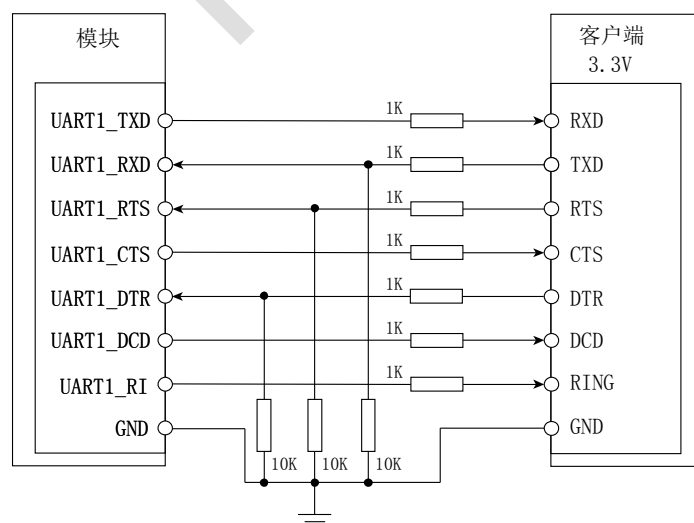 模块
客户端
3.3V
UART1_TXD
1K
RXD
UART1_RXD
1K
TXD
UART1_RTS
1K
RTS
UART1_CTS
1K
CTS
UART1_DTR
1K
DTR
UART1_DCD
1K
DCD
UART1_RI
1K
RING
GND
GND
10K
10K
10K